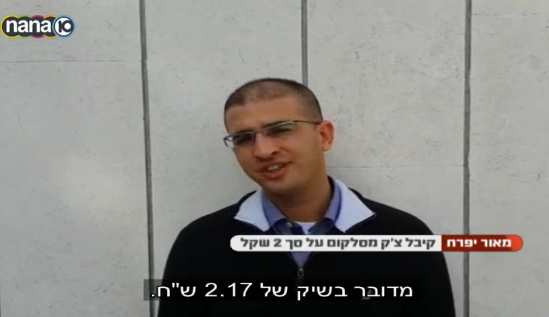 nana10
מאור יפרח
קיבל צ'ק מסלקום על סך 2 שקל
מדובר בשיק של 2.17 ש"ח.